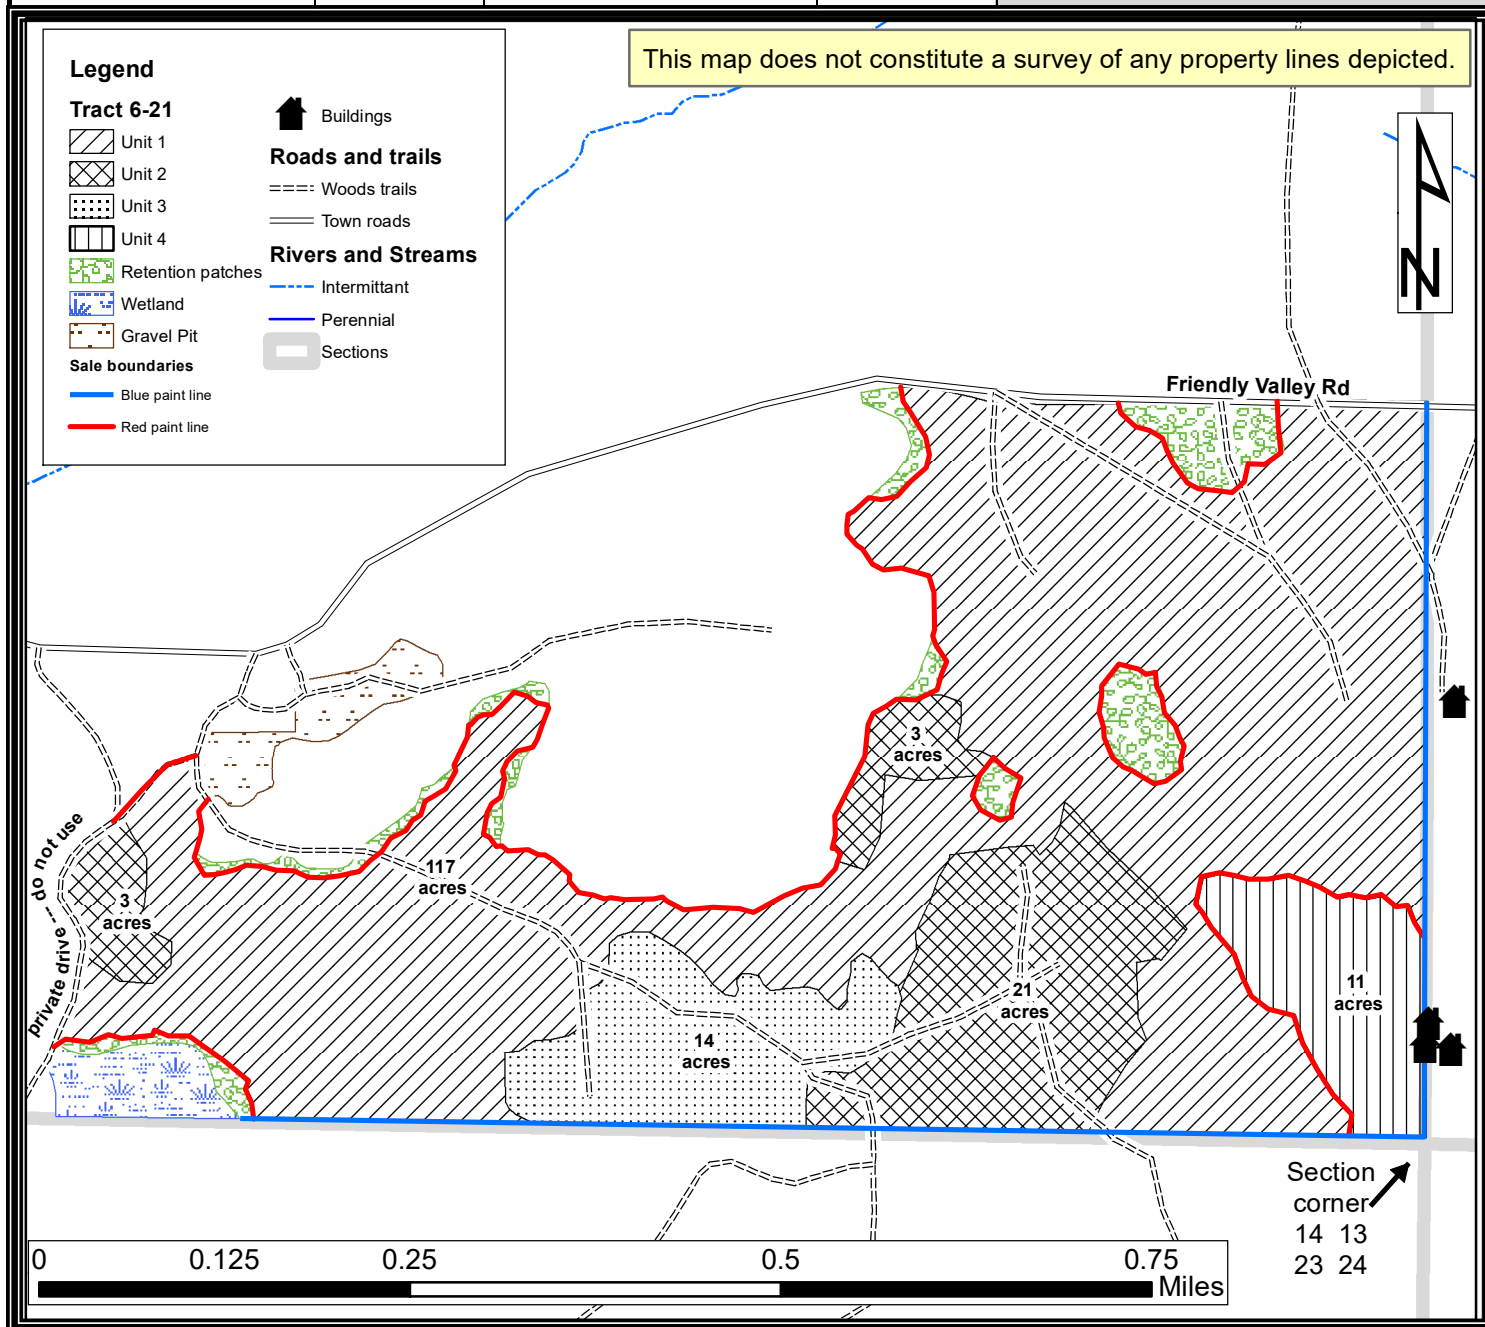 This map does not constitute a survey of any property lines depicted.
Legend
Tract 6-21
Unit 1
Unit 2
Unit 3
Unit 4
Retention patches
Wetland
Gravel Pit
Sale boundaries
Blue paint line
Red paint line
Buildings
Roads and trails
Woods trails
Town roads
Rivers and Streams
Intermittant
Perennial
Sections
N
Friendly Valley Rd
3
acres
117
acres
3
acres
private drive ---- do not use
21
acres
11
acres
14
acres
Section
corner
14 13
23 24
0 0.125 0.25 0.5 0.75
Miles